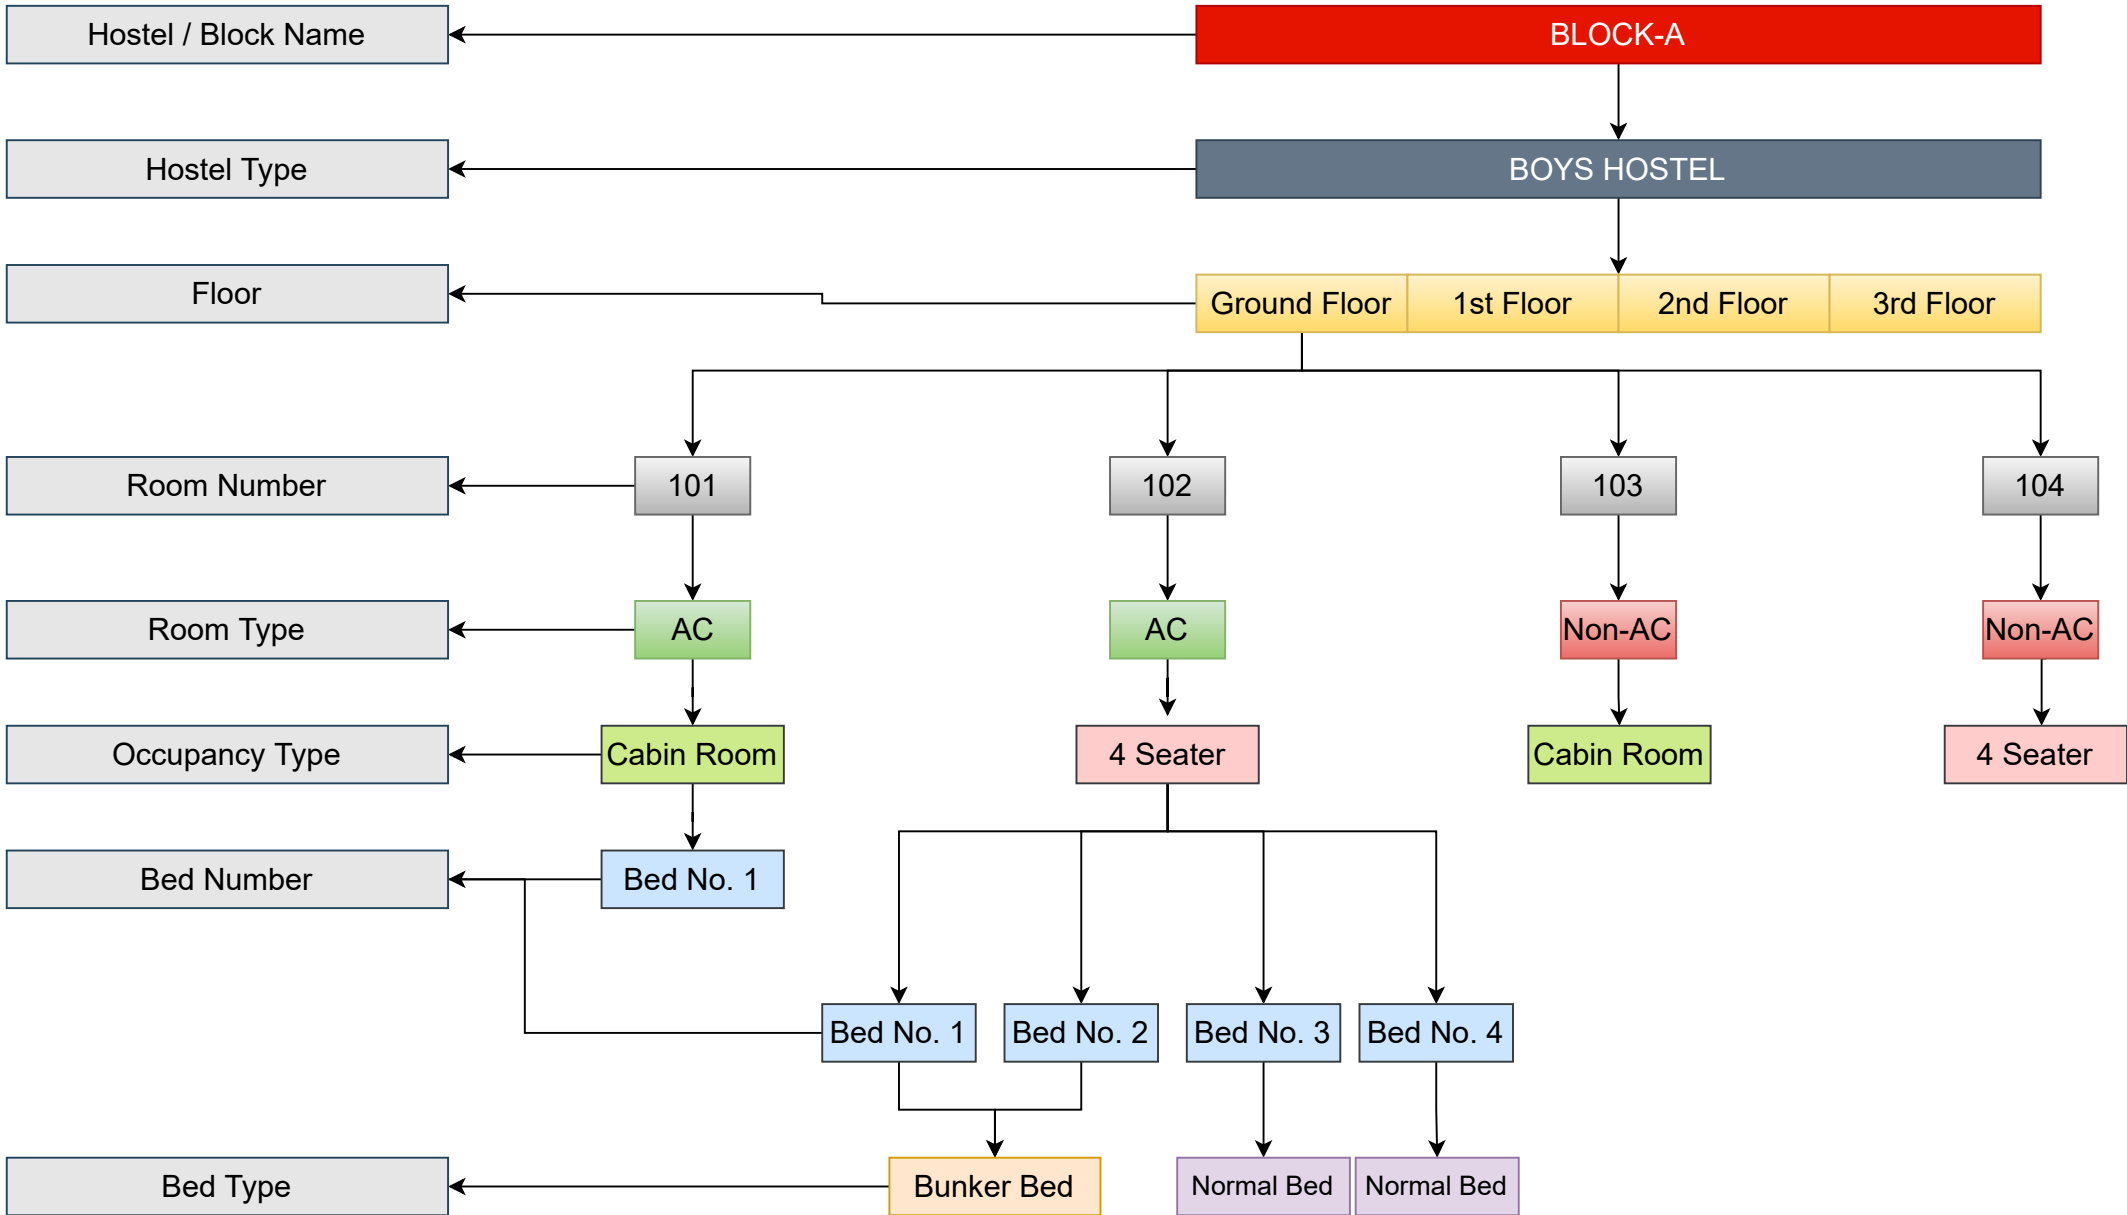 Hostel / Block Name
BLOCK-A
Hostel Type
BOYS HOSTEL
Floor
Ground Floor
1st Floor
2nd Floor
3rd Floor
Room Number
101
102
103
104
Room Type
AC
AC
Non-AC
Non-AC
Occupancy Type
Cabin Room
4 Seater
Cabin Room
4 Seater
Bed Number
Bed No. 1
Bed No. 1
Bed No. 2
Bed No. 3
Bed No. 4
Bed Type
Bunker Bed
Normal Bed
Normal Bed